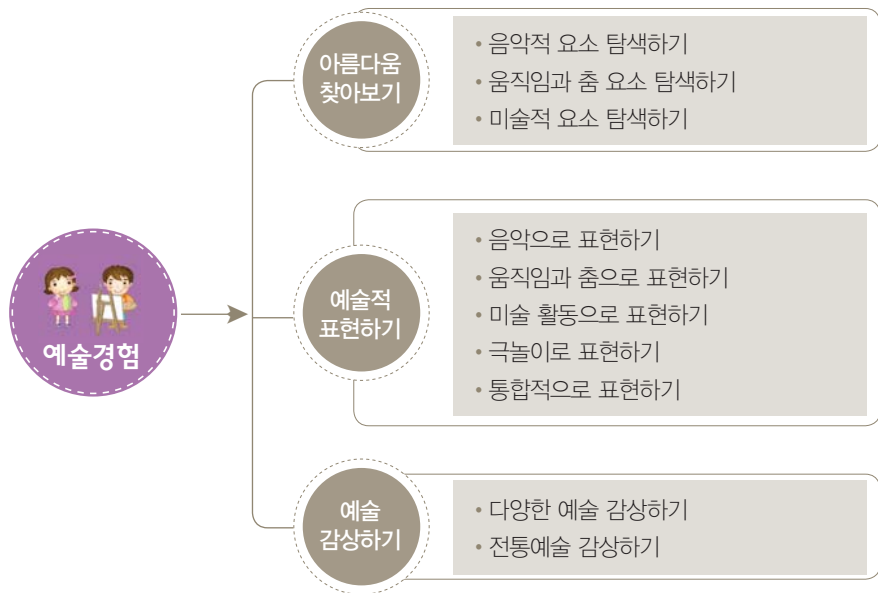 아름다움
찾아보기
• 음악적 요소 탐색하기
• 움직임과 춤 요소 탐색하기
• 미술적 요소 탐색하기
예술경험
예술적
표현하기
• 음악으로 표현하기
• 움직임과 춤으로 표현하기
• 미술 활동으로 표현하기
• 극놀이로 표현하기
• 통합적으로 표현하기
예술
감상하기
• 다양한 예술 감상하기
• 전통예술 감상하기